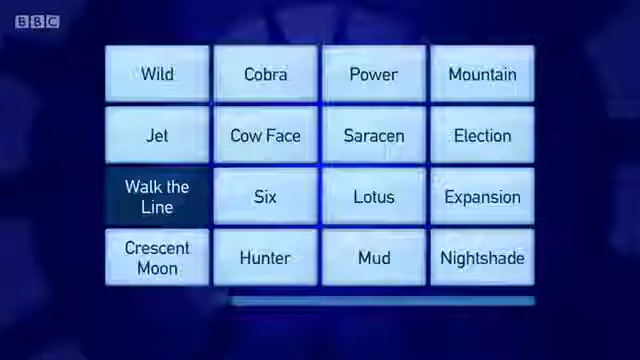 BBC
Wild
Cobra
Power
Mountain
Jet
Cow Face
Saracen
Election
Walk the
Line
Six
Lotus
Expansion
Crescent
Moon
Hunter
Mud
Nightshade